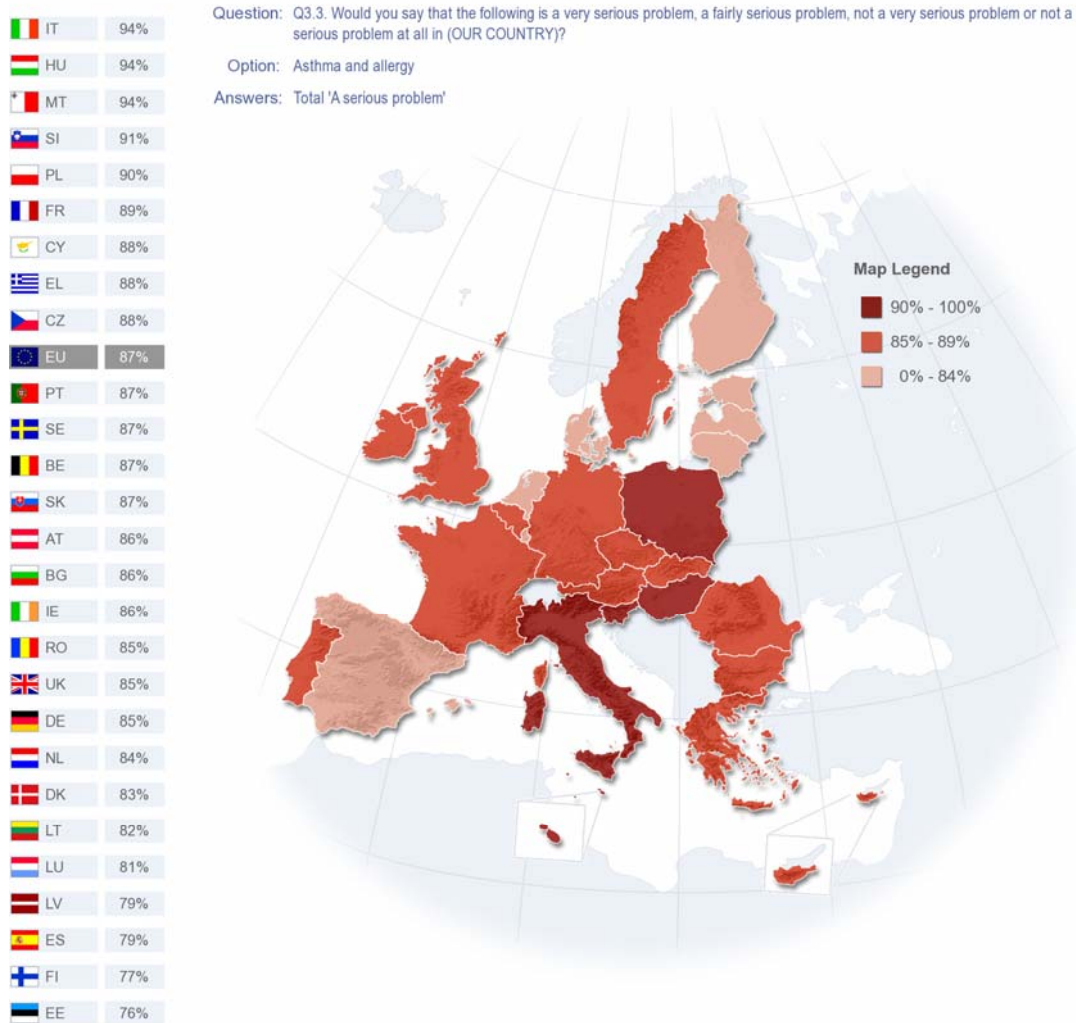 Question: Q3.3. Would you say that the following is a very serious problem, a fairly serious problem, not a very serious problem or not a
serious problem at all in (OUR COUNTRY)?
Option: Asthma and allergy
Answers: Total 'A serious problem'
IT 94%
HU 94%
MT 94%
SI 91%
PL 90%
FR 89%
CY 88%
EL 88%
CZ 88%
EU 87%
PT 87%
SE 87%
BE 87%
SK 87%
AT 86%
BG 86%
IE 86%
RO 85%
UK 85%
DE 85%
NL 84%
DK 83%
LT 82%
LU 81%
LV 79%
ES 79%
FI 77%
EE 76%
Map Legend
90% - 100%
85% - 89%
0% - 84%